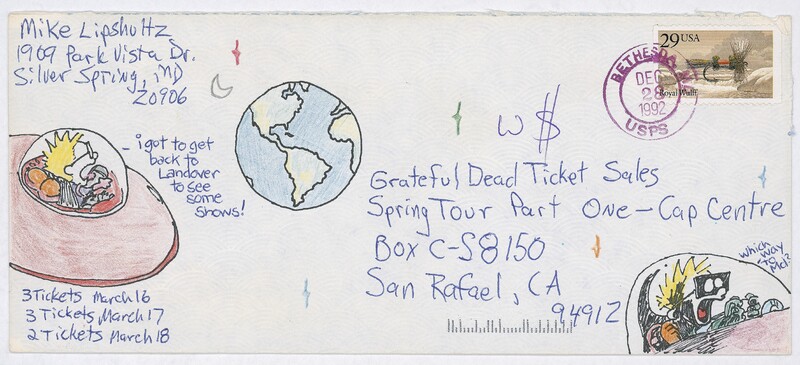 Mike Lipshultz
1909 Park Vista Dr.
Silver Spring, MD
20906
29 USA
Royal Wulff
BETHESDA, MD
DEC
28
1992
USPS
W$
i got to get
back to
Landover
to see
some
shows!
Grateful Dead Ticket Sales
Spring Tour Part One-Cap Centre
Box C-S8150
San Rafael, CA
94912
which
way
to
Md.?
3 Tickets March 16
3 Tickets March 17
2 Tickets March 18